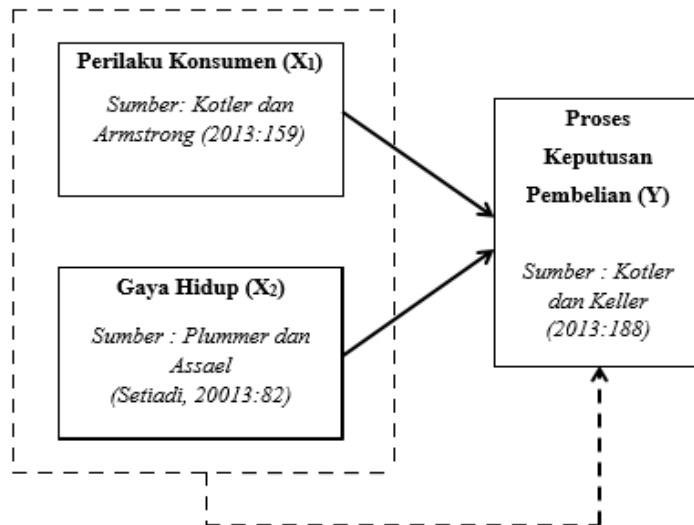 Perilaku Konsumen (X₁)
Sumber: Kotler dan
Armstrong (2013:159)
Gaya Hidup (X₂)
Sumber : Plummer dan
Assael
(Setiadi, 20013:82)
Proses
Keputusan
Pembelian (Y)
Sumber : Kotler
dan Keller
(2013:188)